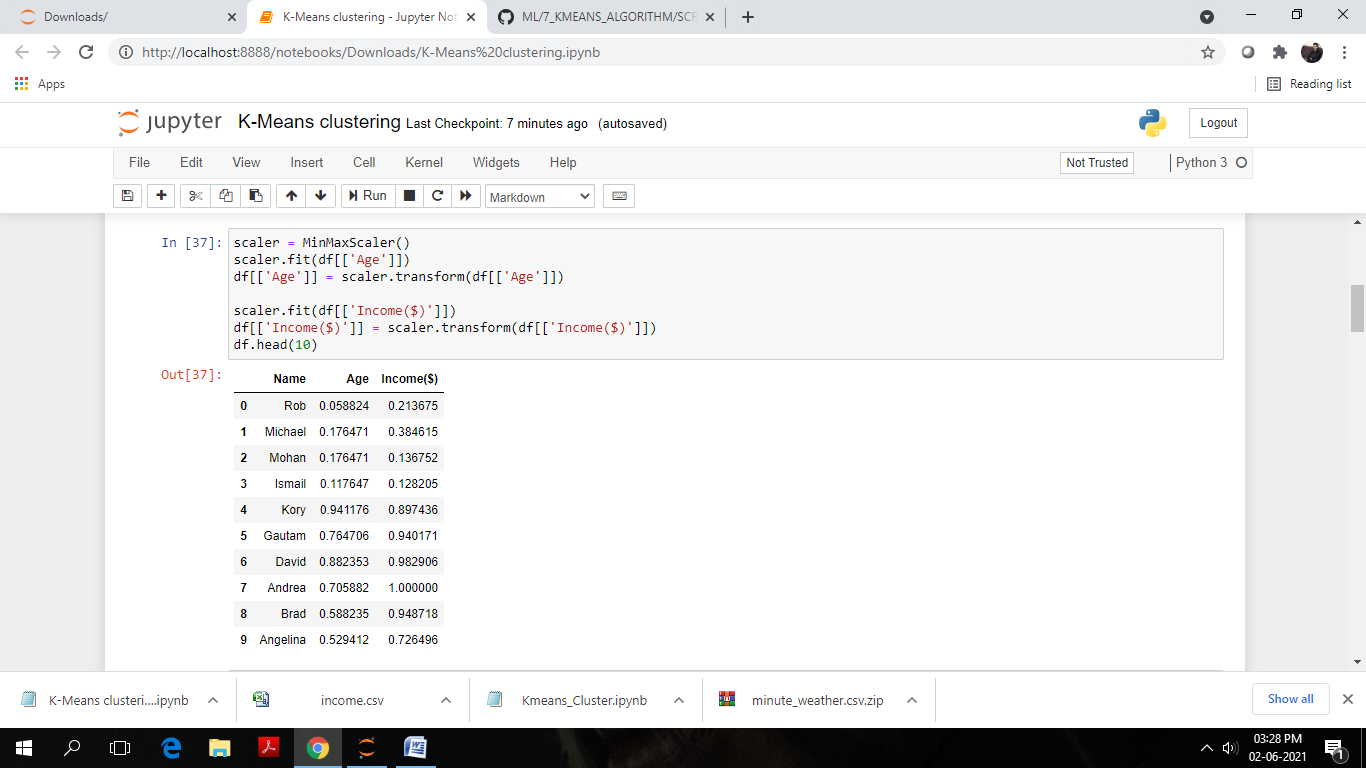 Downloads/
K-Means clustering - Jupyter Not
ML/7_KMEANS_ALGORITHM/SCR
http://localhost:8888/notebooks/Downloads/K-Means%20clustering.ipynb
Apps
Reading list
jupyter K-Means clustering Last Checkpoint: 7 minutes ago (autosaved)
Logout
File Edit View Insert Cell Kernel Widgets Help
Not Trusted
Python 3
Run
Markdown
In [37]:
scaler = MinMaxScaler()
scaler.fit(df[['Age']])
df[['Age']] = scaler.transform(df[['Age']])
scaler.fit(df[['Income($)']])
df[['Income($)']] = scaler.transform(df[['Income($)']])
df.head(10)
Out[37]:
Name Age Income($)
0 Rob 0.058824 0.213675
1 Michael 0.176471 0.384615
2 Mohan 0.176471 0.136752
3 Ismail 0.117647 0.128205
4 Kory 0.941176 0.897436
5 Gautam 0.764706 0.940171
6 David 0.882353 0.982906
7 Andrea 0.705882 1.000000
8 Brad 0.588235 0.948718
9 Angelina 0.529412 0.726496
K-Means clusteri....ipynb
income.csv
Kmeans_Cluster.ipynb
minute_weather.csv.zip
Show all
03:28 PM
02-06-2021
1